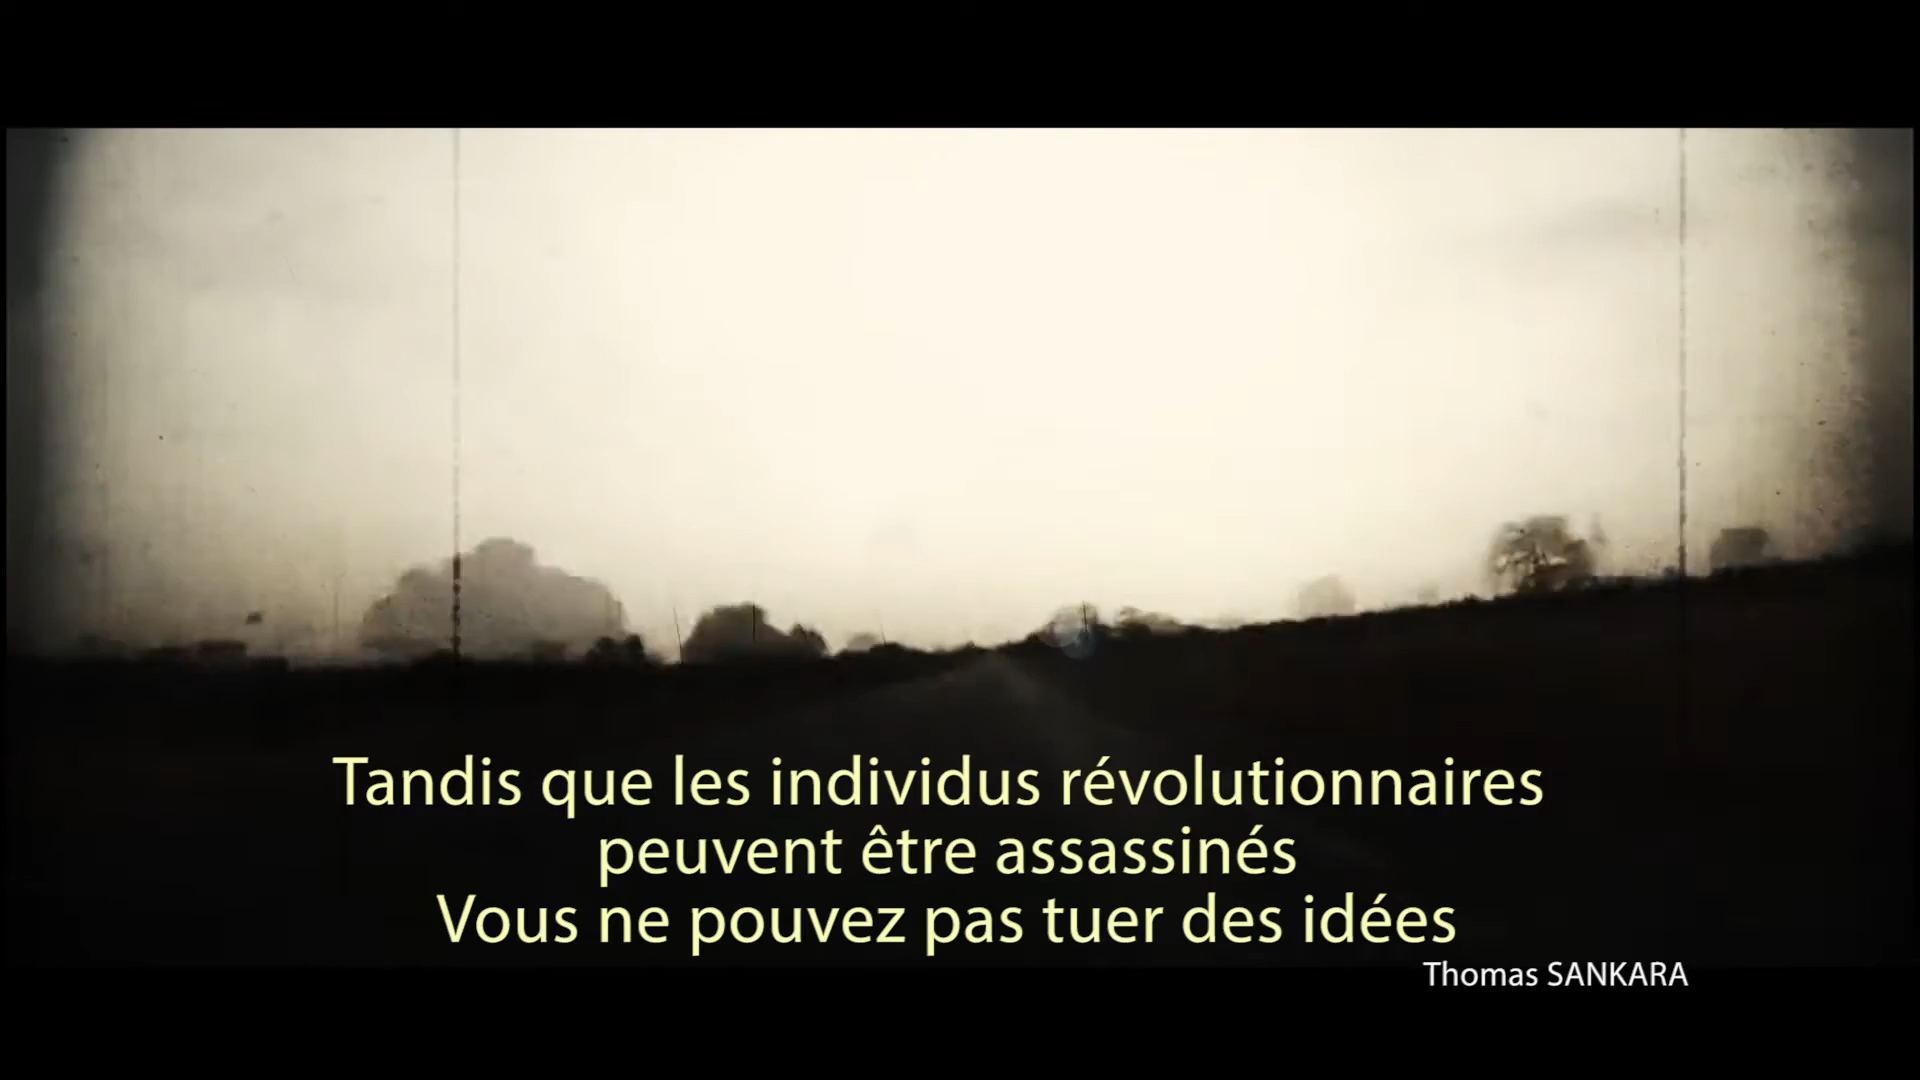 Tandis que les individus révolutionnaires
peuvent être assassinés
Vous ne pouvez pas tuer des idées
Thomas SANKARA